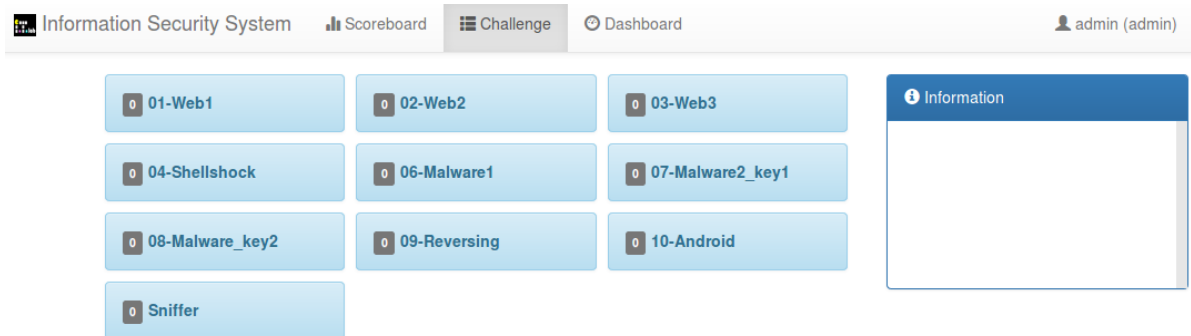 Information Security System Scoreboard Challenge Dashboard admin (admin)
0 01-Web1 0 02-Web2 0 03-Web3
Information
0 04-Shellshock 0 06-Malware1 0 07-Malware2_key1
0 08-Malware_key2 0 09-Reversing 0 10-Android
0 Sniffer